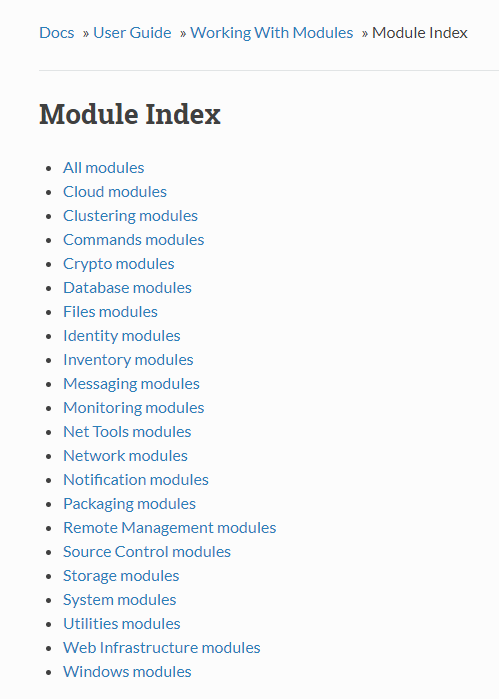 Docs » User Guide » Working With Modules » Module Index
Module Index
• All modules
• Cloud modules
• Clustering modules
• Commands modules
• Crypto modules
• Database modules
• Files modules
• Identity modules
• Inventory modules
• Messaging modules
• Monitoring modules
• Net Tools modules
• Network modules
• Notification modules
• Packaging modules
• Remote Management modules
• Source Control modules
• Storage modules
• System modules
• Utilities modules
• Web Infrastructure modules
• Windows modules